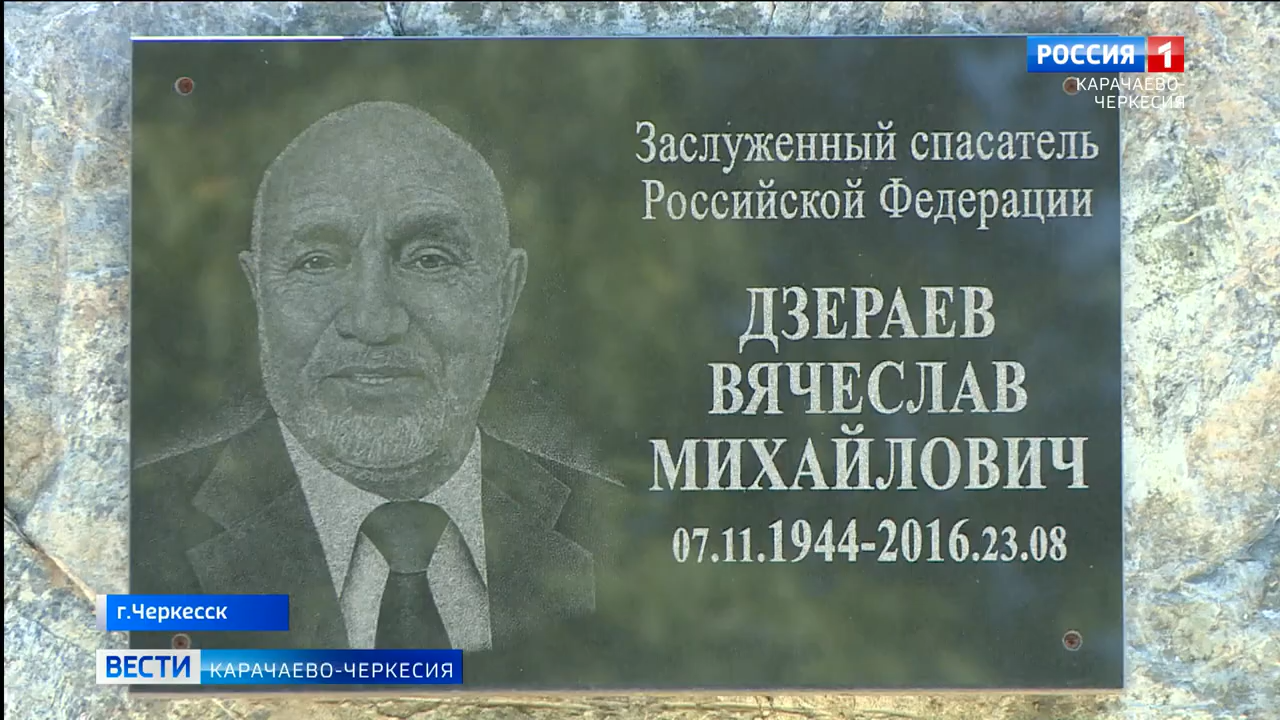 РОССИЯ 1
КАРАЧАЕВО-
ЧЕРКЕСИЯ
Заслуженный спасатель
Российской Федерации
ДЗЕРАЕВ
ВЯЧЕСЛАВ
МИХАЙЛОВИЧ
07.11.1944-2016.23.08
г.Черкесск
ВЕСТИ КАРАЧАЕВО-ЧЕРКЕСИЯ